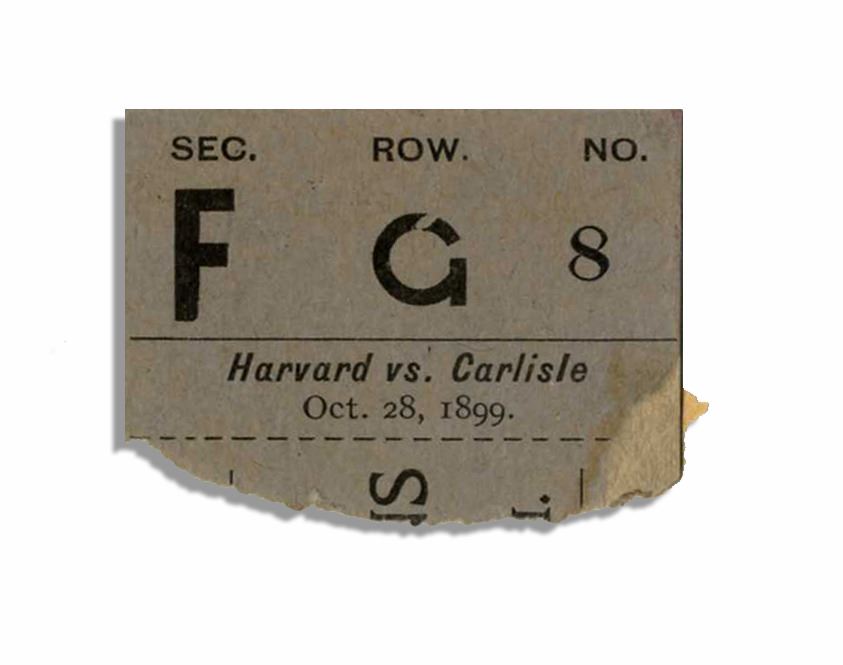 SEC. ROW. NO.
F G 8
Harvard vs. Carlisle
Oct. 28, 1899.